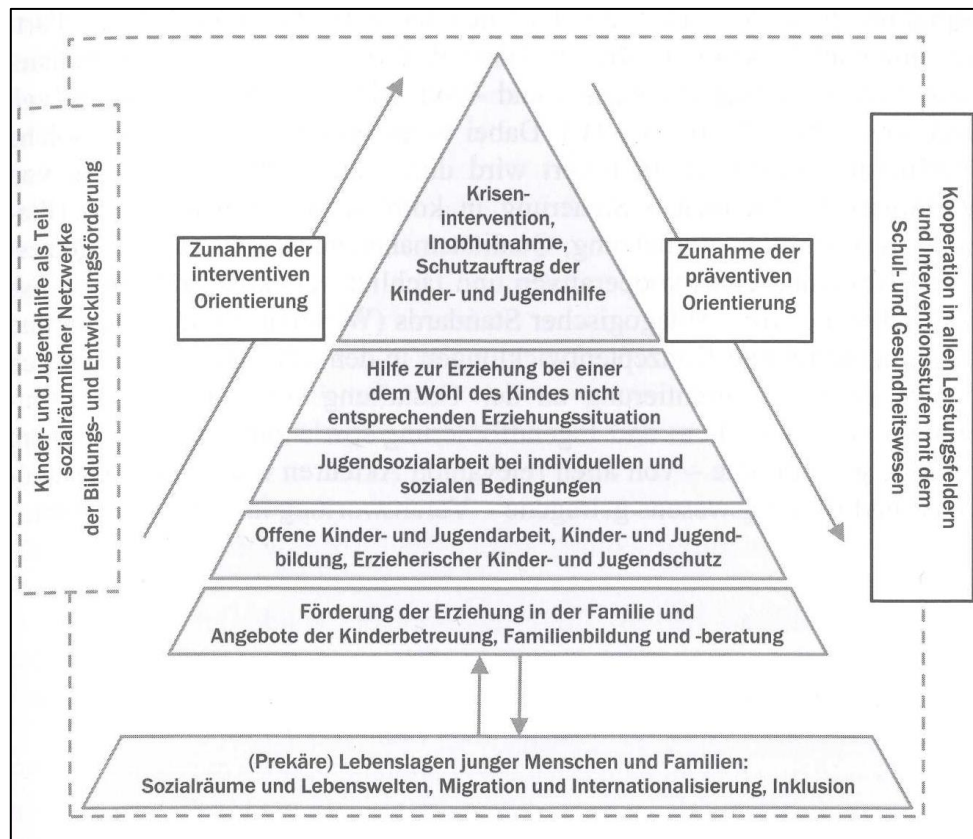 Kinder- und Jugendhilfe als Teil
sozialräumlicher Netzwerke
der Bildungs- und Entwicklungsförderung
Zunahme der
interventiven
Orientierung
Krisen-
intervention,
Inobhutnahme,
Schutzauftrag der
Kinder- und Jugendhilfe
Zunahme der
präventiven
Orientierung
Kooperation in allen Leistungsfeldern
und Interventionsstufen mit dem
Schul- und Gesundheitswesen
Hilfe zur Erziehung bei einer
dem Wohl des Kindes nicht
entsprechenden Erziehungssituation
Jugendsozialarbeit bei individuellen und
sozialen Bedingungen
Offene Kinder- und Jugendarbeit, Kinder- und Jugend-
bildung, Erzieherischer Kinder- und Jugendschutz
Förderung der Erziehung in der Familie und
Angebote der Kinderbetreuung, Familienbildung und -beratung
(Prekäre) Lebenslagen junger Menschen und Familien:
Sozialräume und Lebenswelten, Migration und Internationalisierung, Inklusion